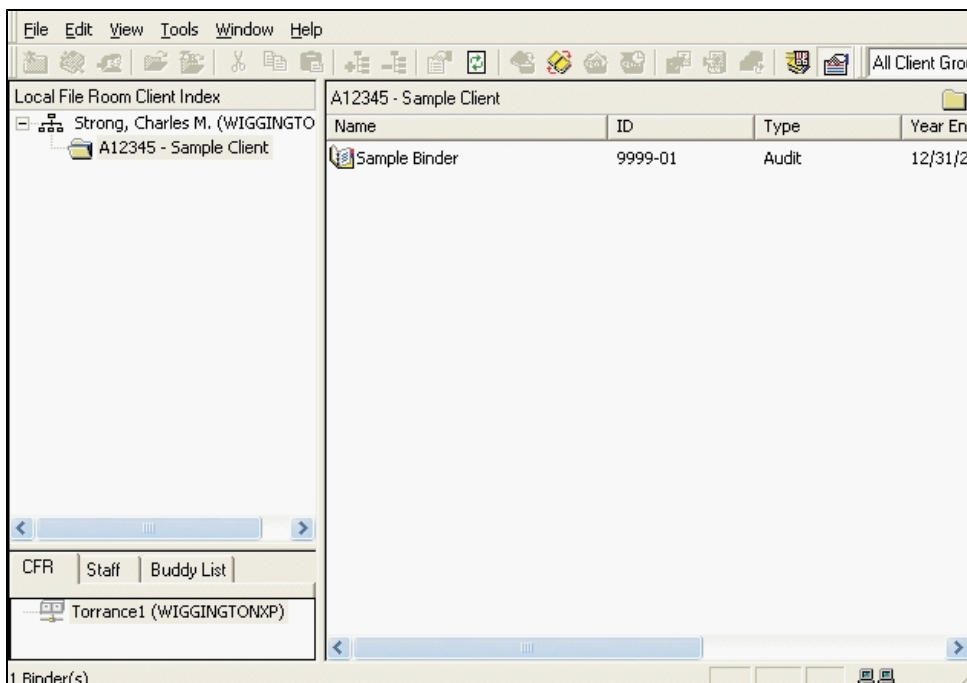 File Edit View Tools Window Help
All Client Gro
Local File Room Client Index
A12345 - Sample Client
Strong, Charles M. (WIGGINGTO
A12345 - Sample Client
Name ID Type Year En
Sample Binder 9999-01 Audit 12/31/2
CFR Staff Buddy List
Torrance1 (WIGGINGTONXP)
1 Binder(s)